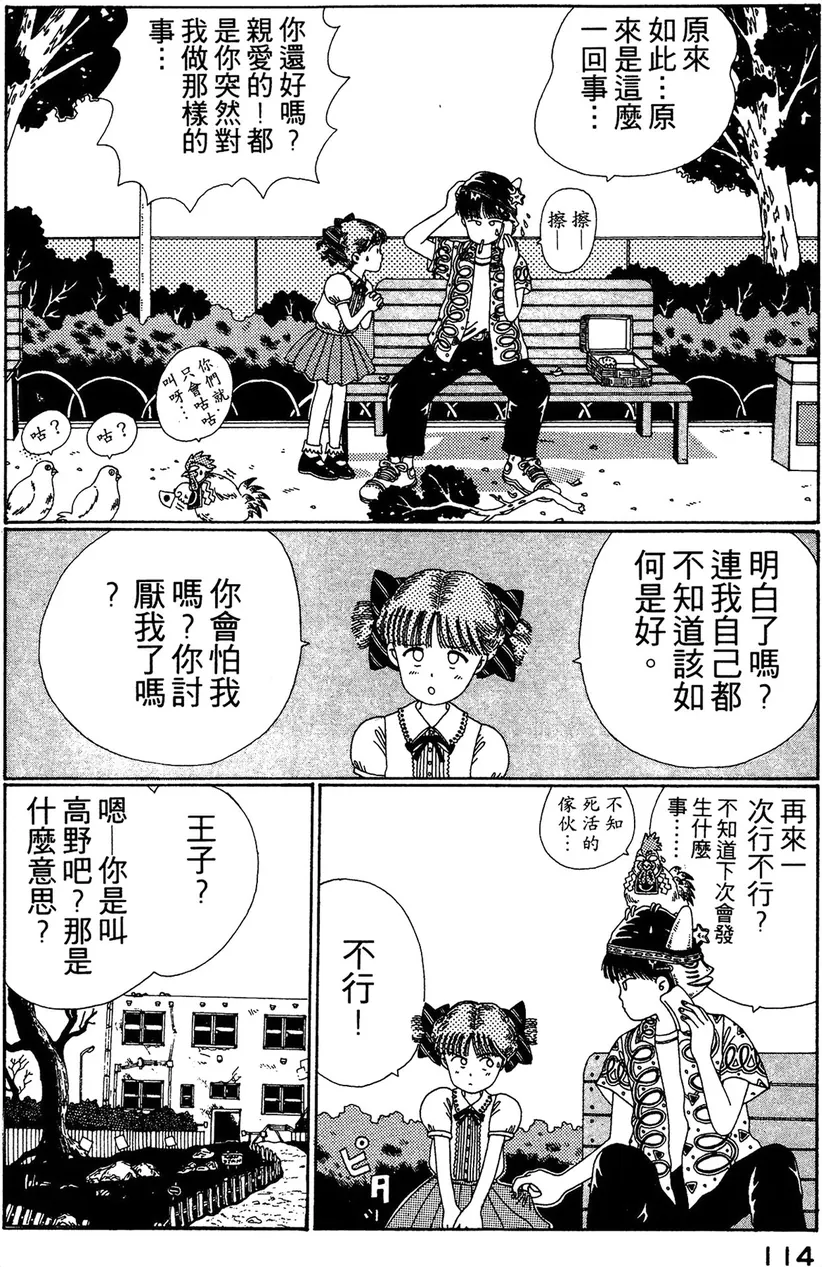 原來
如此…原
來是這麼
一回事…
你還好嗎？
親愛的！都
是你突然對
我做那樣的
事…
擦—
擦—
你們就
只會咕咕
叫呀…
咕？
咕？
明白了嗎？
連我自己都
不知道該如
何是好。
你會怕我
嗎？你討
厭我了嗎
？
再來一
次行不行？
不知道下次會發
生什麼
事……
不知
死活的
傢伙…
不行！
ピタ
王子？
嗯—你是叫
高野吧？那是
什麼意思？
114